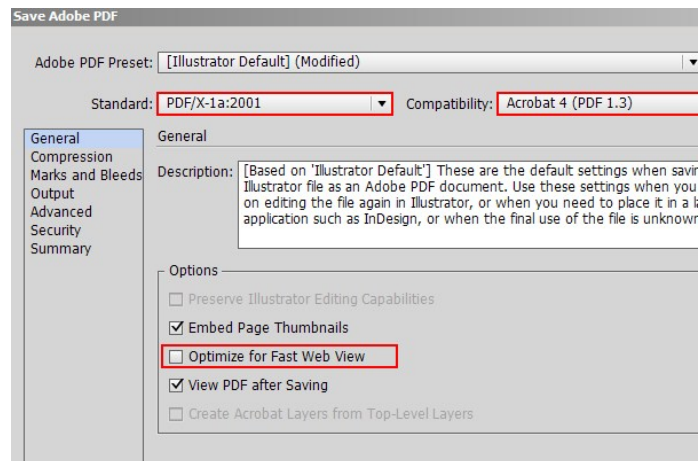 Save Adobe PDF
Adobe PDF Preset: [Illustrator Default] (Modified)
Standard: PDF/X-1a:2001 Compatibility: Acrobat 4 (PDF 1.3)
General
Compression
Marks and Bleeds
Output
Advanced
Security
Summary
General
Description: [Based on 'Illustrator Default'] These are the default settings when
Illustrator file as an Adobe PDF document. Use these settings when you
on editing the file again in Illustrator, or when you need to place it in a
application such as InDesign, or when the final use of the file is unknown
Options
Preserve Illustrator Editing Capabilities
Embed Page Thumbnails
Optimize for Fast Web View
View PDF after Saving
Create Acrobat Layers from Top-Level Layers